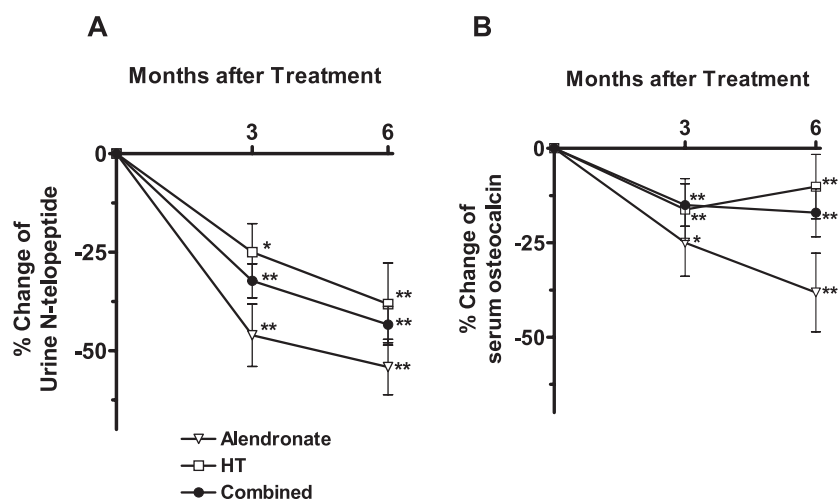 A
Months after Treatment
3 6
0
-25
-50
% Change of
Urine N-telopeptide
*
**
**
**
**
**
Alendronate
HT
Combined
B
Months after Treatment
3 6
0
-25
-50
% Change of
serum osteocalcin
**
**
*
**
**
**